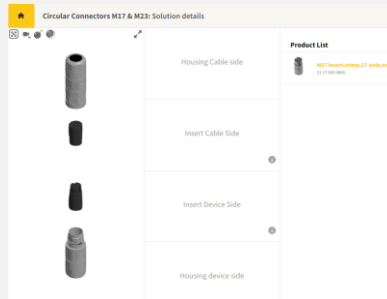 Circular Connectors M17 & M23: Solution details
Housing Cable side
Insert Cable Side
Insert Device Side
Housing device side
Product List
M17 Insert,crimp,17-pole,m